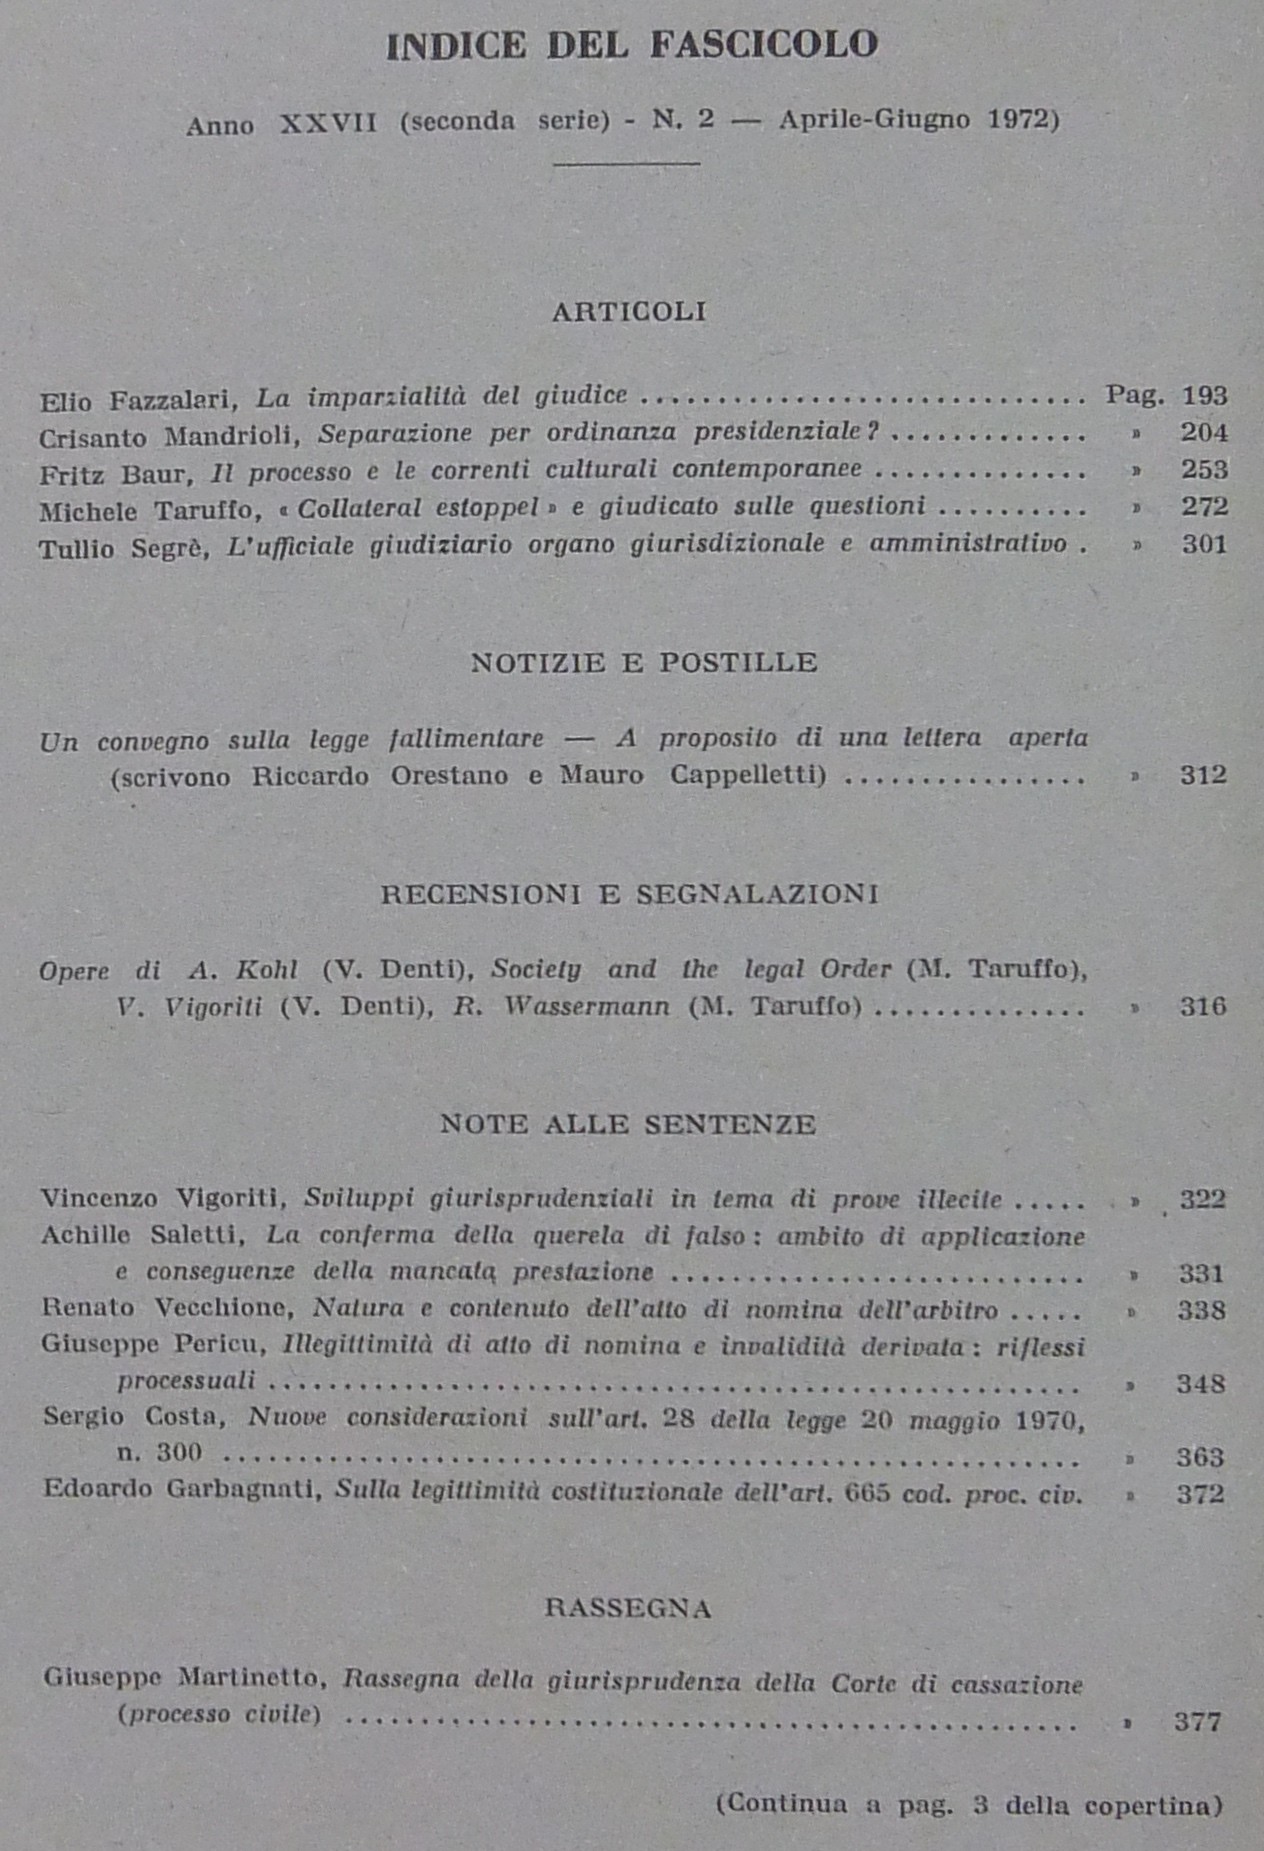 INDICE DEL FASCICOLO
Anno XXVII (seconda serie) - N. 2 — Aprile-Giugno 1972)
ARTICOLI
Elio Fazzalari, La imparzialità del giudice ............................. Pag. 193
Crisanto Mandrioli, Separazione per ordinanza presidenziale? ............. » 204
Fritz Baur, Il processo e le correnti culturali contemporanee .............. » 253
Michele Taruffo, « Collateral estoppel » e giudicato sulle questioni .......... » 272
Tullio Segrè, L'ufficiale giudiziario organo giurisdizionale e amministrativo . » 301
NOTIZIE E POSTILLE
Un convegno sulla legge fallimentare — A proposito di una lettera aperta
(scrivono Riccardo Orestano e Mauro Cappelletti) ................ » 312
RECENSIONI E SEGNALAZIONI
Opere di A. Kohl (V. Denti), Society and the legal Order (M. Taruffo),
V. Vigoriti (V. Denti), R. Wassermann (M. Taruffo) .............. » 316
NOTE ALLE SENTENZE
Vincenzo Vigoriti, Sviluppi giurisprudenziali in tema di prove illecite ..... » 322
Achille Saletti, La conferma della querela di falso: ambito di applicazione
e conseguenze della mancata prestazione ........................... » 331
Renato Vecchione, Natura e contenuto dell'atto di nomina dell'arbitro ..... » 338
Giuseppe Pericu, Illegittimità di atto di nomina e invalidità derivata: riflessi
processuali ..................................................... » 348
Sergio Costa, Nuove considerazioni sull'art. 28 della legge 20 maggio 1970,
n. 300 ........................................................ » 363
Edoardo Garbagnati, Sulla legittimità costituzionale dell'art. 665 cod. proc. civ. » 372
RASSEGNA
Giuseppe Martinetto, Rassegna della giurisprudenza della Corte di cassazione
(processo civile) ................................................ » 377
(Continua a pag. 3 della copertina)